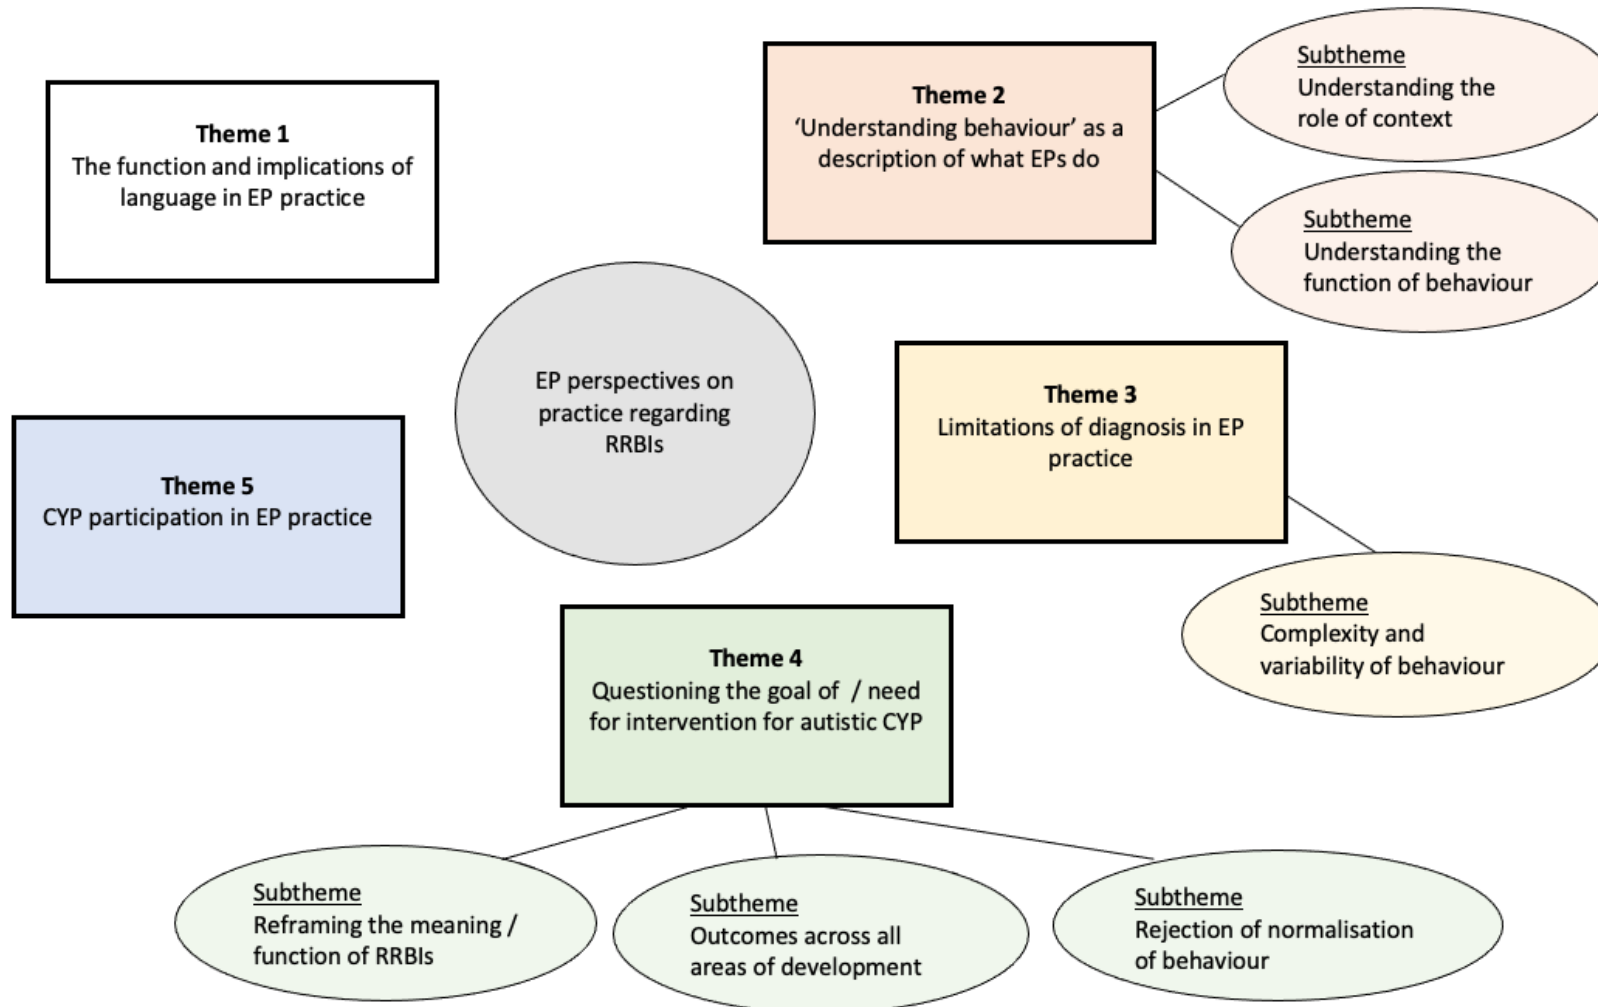 Theme 1
The function and implications of
language in EP practice
Theme 2
‘Understanding behaviour’ as a
description of what EPs do
Subtheme
Understanding the
role of context
Subtheme
Understanding the
function of behaviour
EP perspectives on
practice regarding
RRBIs
Theme 3
Limitations of diagnosis in EP
practice
Subtheme
Complexity and
variability of behaviour
Theme 5
CYP participation in EP practice
Theme 4
Questioning the goal of / need
for intervention for autistic CYP
Subtheme
Reframing the meaning /
function of RRBIs
Subtheme
Outcomes across all
areas of development
Subtheme
Rejection of normalisation
of behaviour